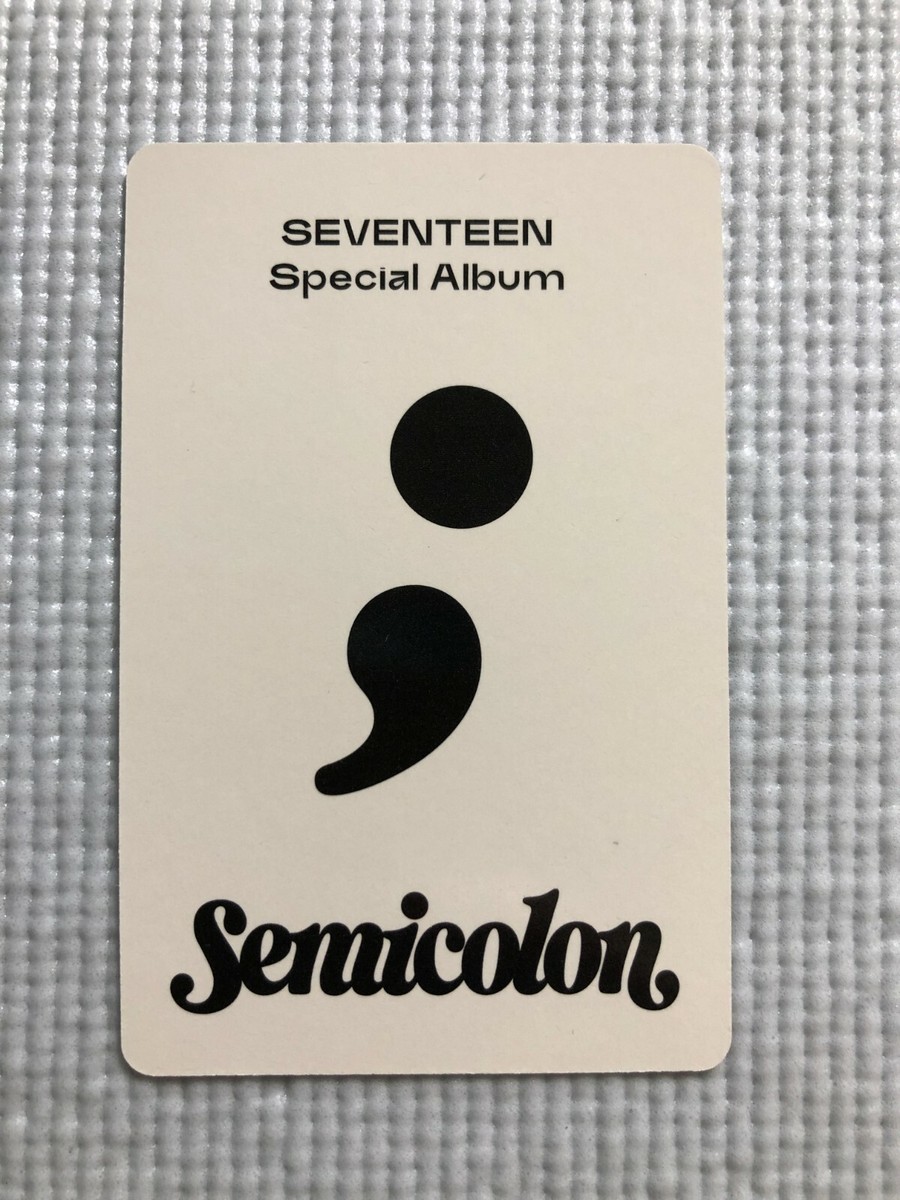 SEVENTEEN
Special Album
;
Semicolon